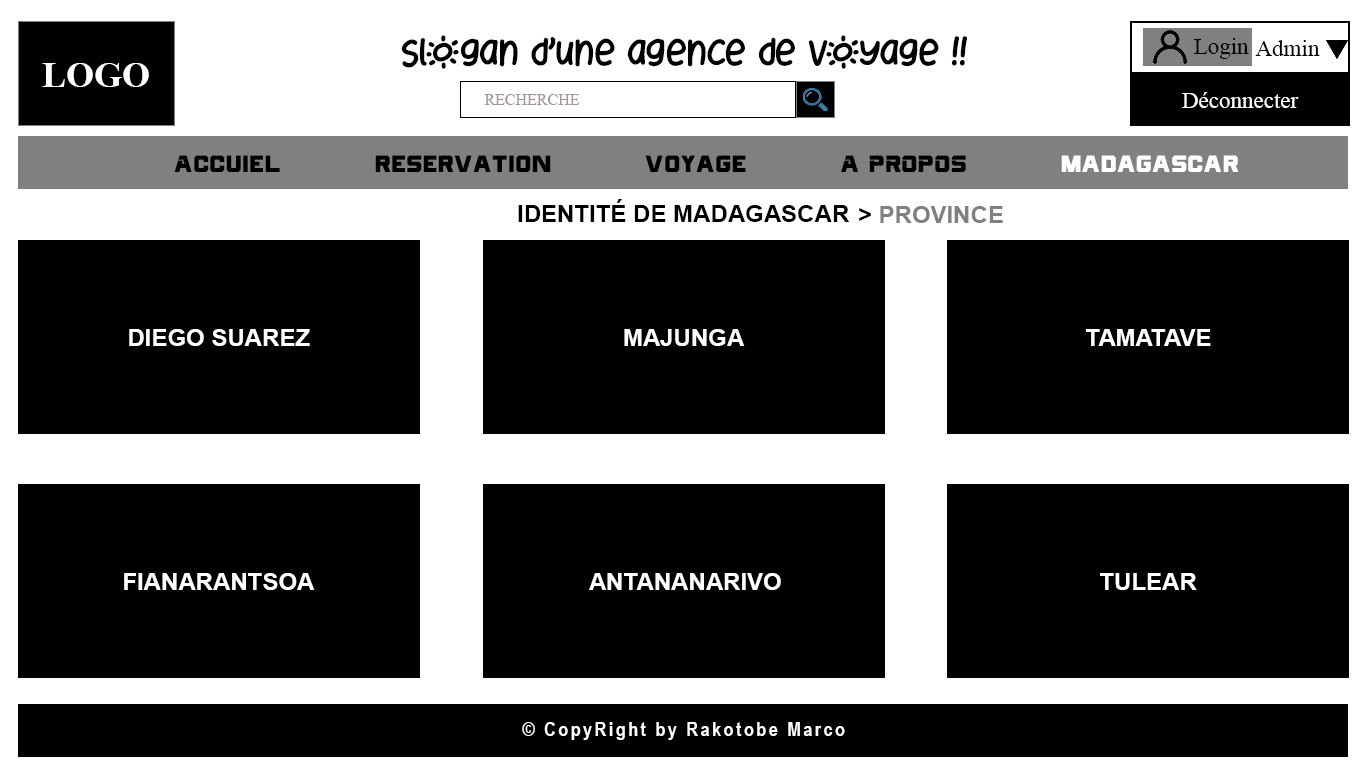 LOGO
slogan d'une agence de voyage !!
RECHERCHE
Login Admin
Déconnecter
ACCUIEL RESERVATION VOYAGE A PROPOS MADAGASCAR
IDENTITÉ DE MADAGASCAR > PROVINCE
DIEGO SUAREZ
MAJUNGA
TAMATAVE
FIANARANTSOA
ANTANANARIVO
TULEAR
© CopyRight by Rakotobe Marco